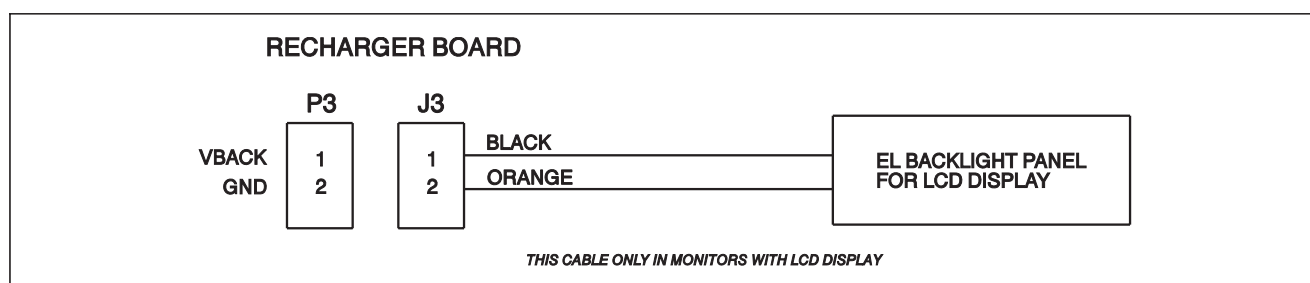 RECHARGER BOARD
P3 J3
VBACK 1 1 BLACK
GND 2 2 ORANGE
EL BACKLIGHT PANEL
FOR LCD DISPLAY
THIS CABLE ONLY IN MONITORS WITH LCD DISPLAY